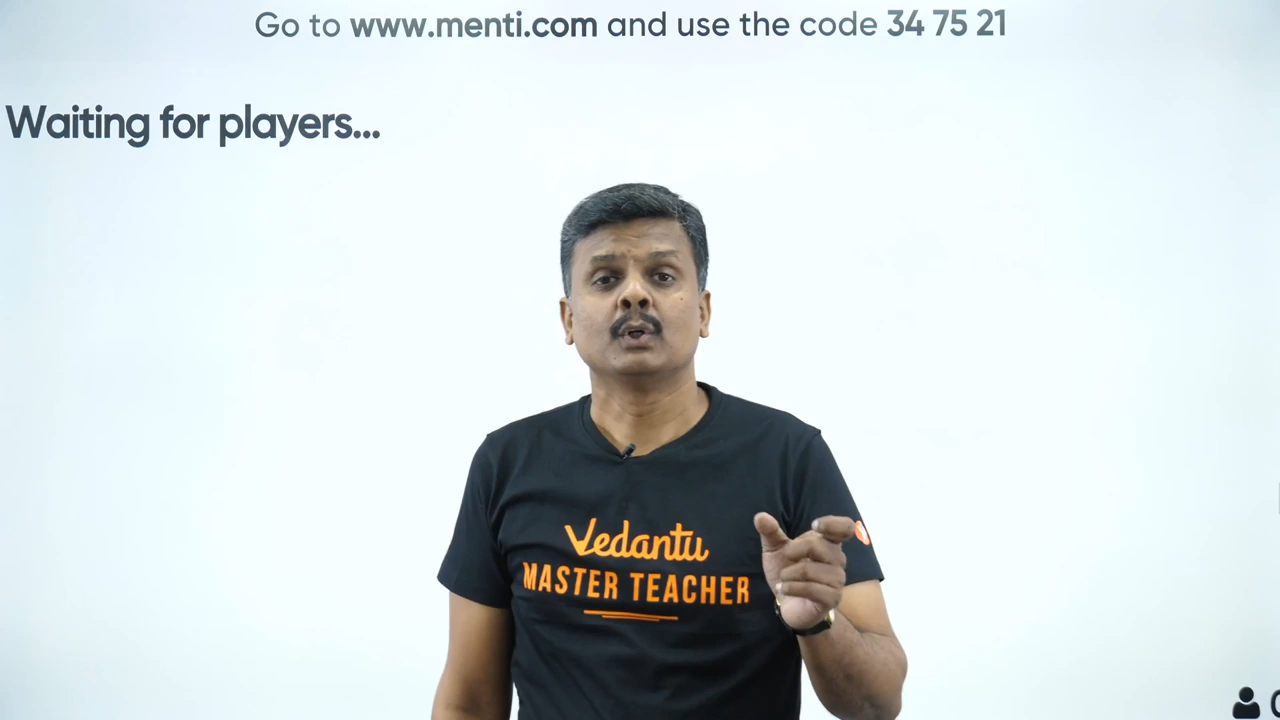 Go to www.menti.com and use the code 34 75 21
Waiting for players...
Vedantu
MASTER TEACHER